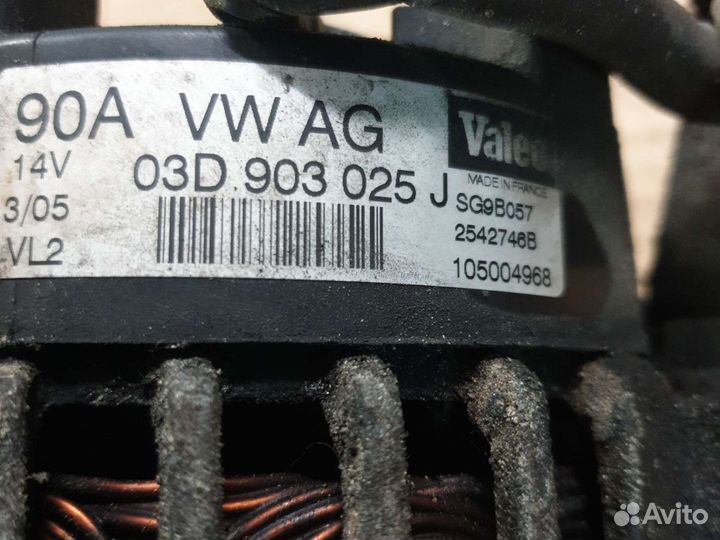 90A VW AG
Valeo
14V
03D 903 025 J
MADE IN FRANCE
3/05
SG9B057
VL2
2542746B
105004968
Avito